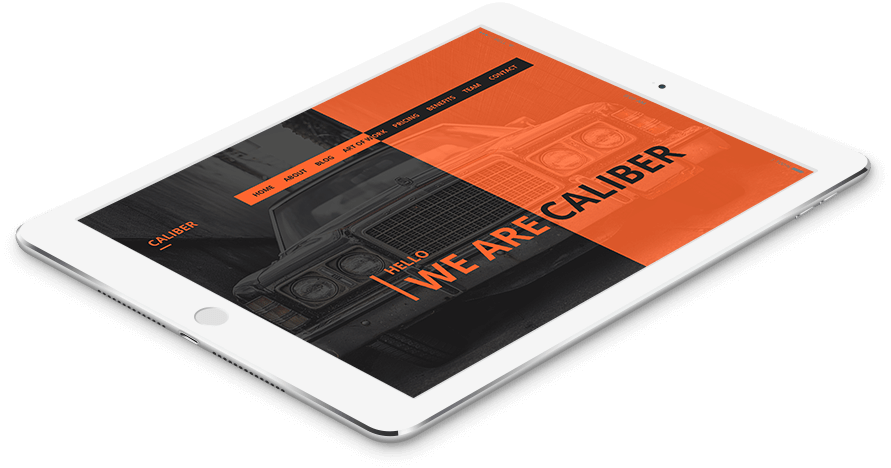 CALIBER
HOME ABOUT BLOG ART OF WORK PRICING BENEFITS TEAM CONTACT
HELLO
WE ARE CALIBER